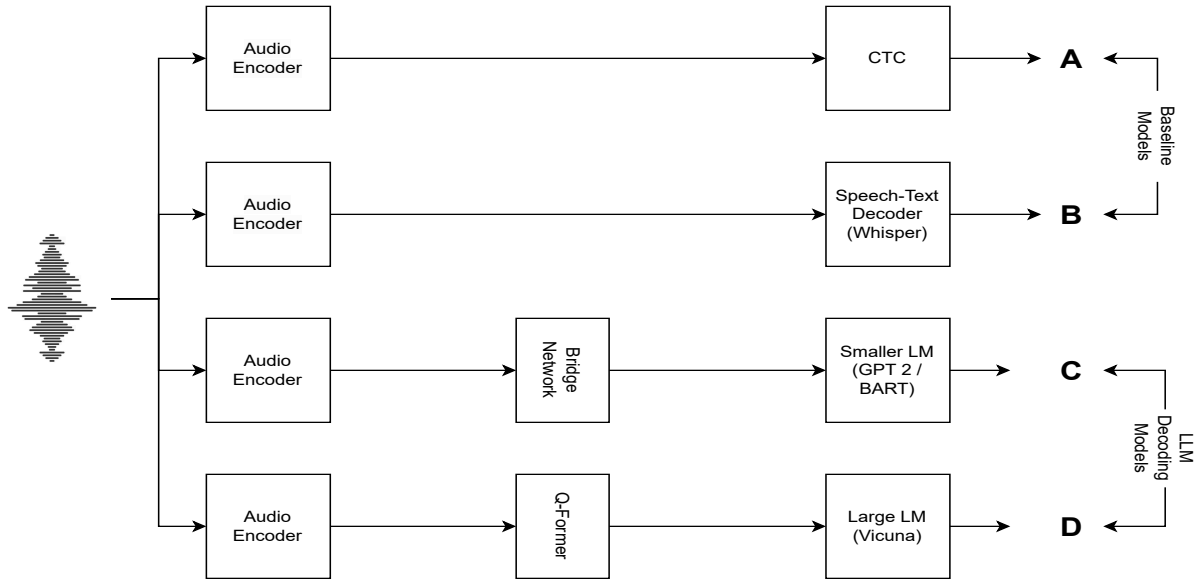 Audio
Encoder
CTC
A
Baseline
Models
Audio
Encoder
Speech-Text
Decoder
(Whisper)
B
Audio
Encoder
Bridge
Network
Smaller LM
(GPT 2 /
BART)
C
LLM
Decoding
Models
Audio
Encoder
Q-Former
Large LM
(Vicuna)
D